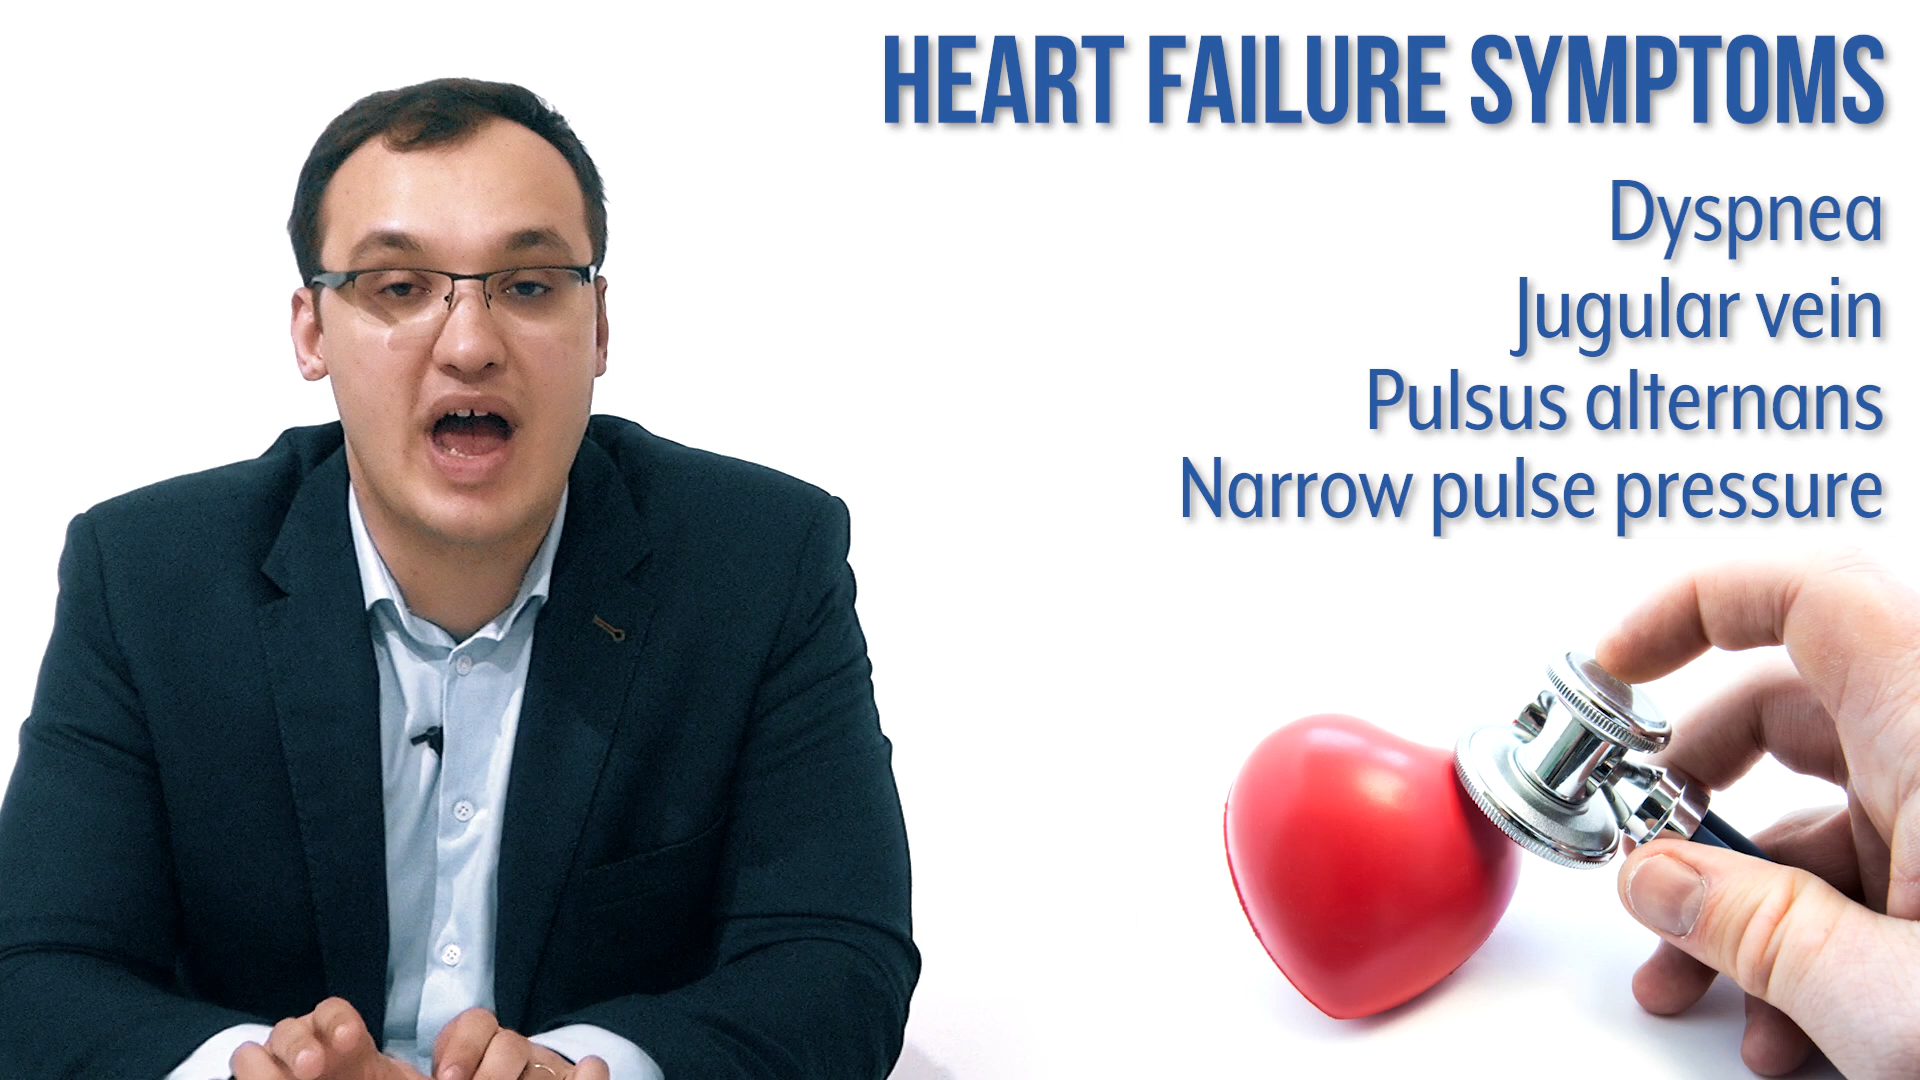 HEART FAILURE SYMPTOMS
Dyspnea
Jugular vein
Pulsus alternans
Narrow pulse pressure